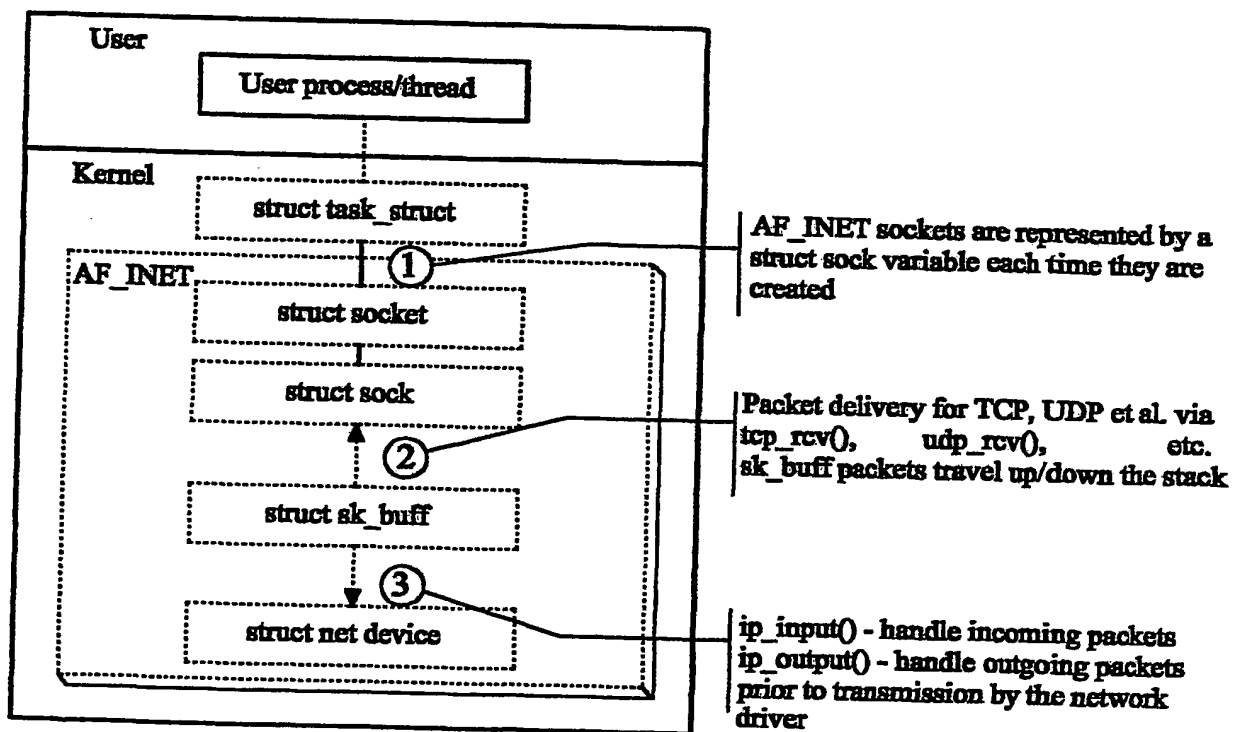 User
User process/thread
Kernel
struct task_struct
AF_INET
1
struct socket
struct sock
2
struct sk_buff
3
struct net device
AF_INET sockets are represented by a
struct sock variable each time they are
created
Packet delivery for TCP, UDP et al. via
tcp_rcv(), udp_rcv(), etc.
sk_buff packets travel up/down the stack
ip_input() - handle incoming packets
ip_output() - handle outgoing packets
prior to transmission by the network
driver